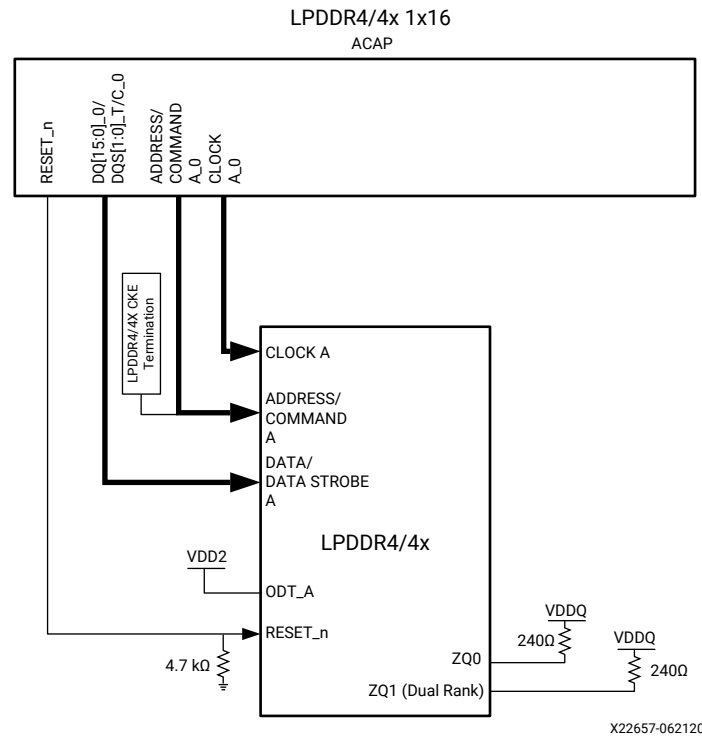 LPDDR4/4x 1x16
ACAP
RESET_n
DQ[15:0]_0/
DQS[1:0]_T/C_0
ADDRESS/
COMMAND
A_0
CLOCK
A_0
LPDDR4/4X CKE
Termination
CLOCK A
ADDRESS/
COMMAND
A
DATA/
DATA STROBE
A
LPDDR4/4x
VDD2
ODT_A
RESET_n
4.7 kΩ
VDDQ
240Ω
ZQ0
VDDQ
240Ω
ZQ1 (Dual Rank)
X22657-062120